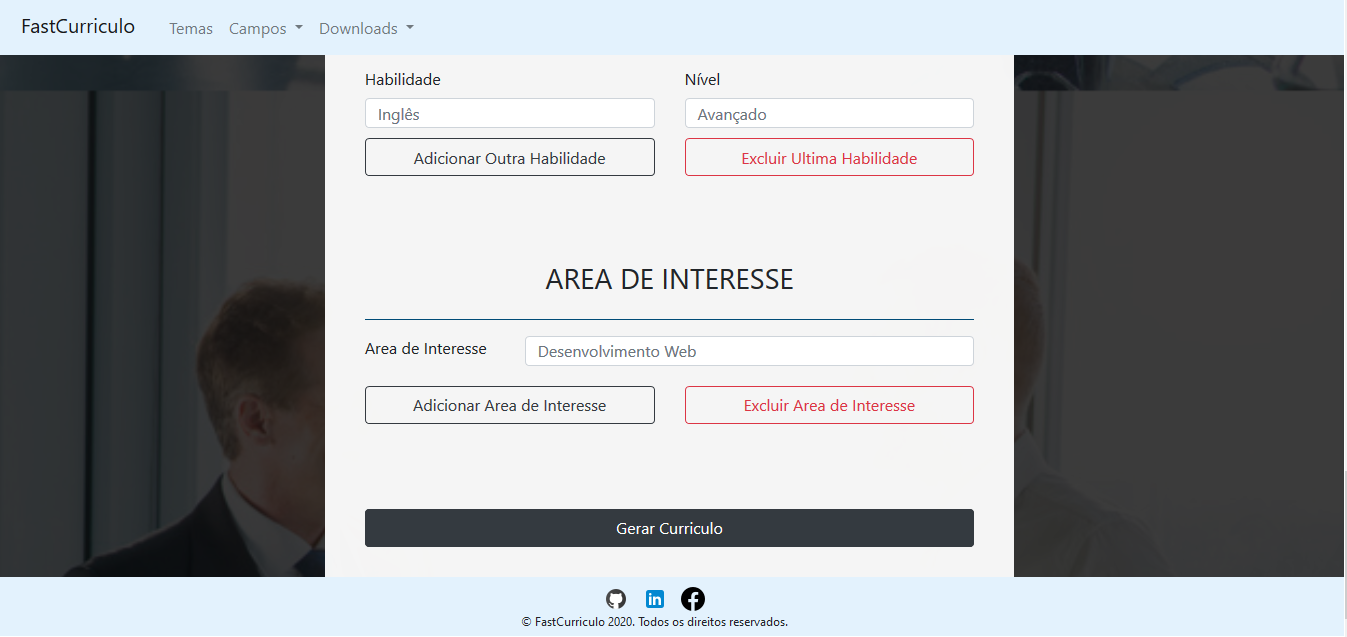 FastCurriculo Temas Campos Downloads
Habilidade Nível
Inglês Avançado
Adicionar Outra Habilidade Excluir Ultima Habilidade
AREA DE INTERESSE
Area de Interesse Desenvolvimento Web
Adicionar Area de Interesse Excluir Area de Interesse
Gerar Curriculo
in
© FastCurriculo 2020. Todos os direitos reservados.